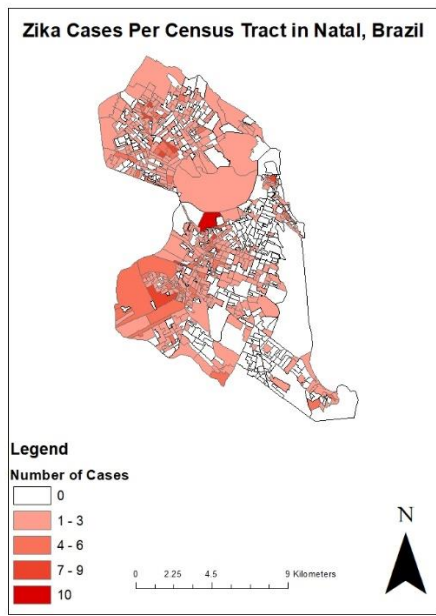 Zika Cases Per Census Tract in Natal, Brazil
Legend
Number of Cases
0
1 - 3
4 - 6
7 - 9
10
N
0 2.25 4.5 9 Kilometers